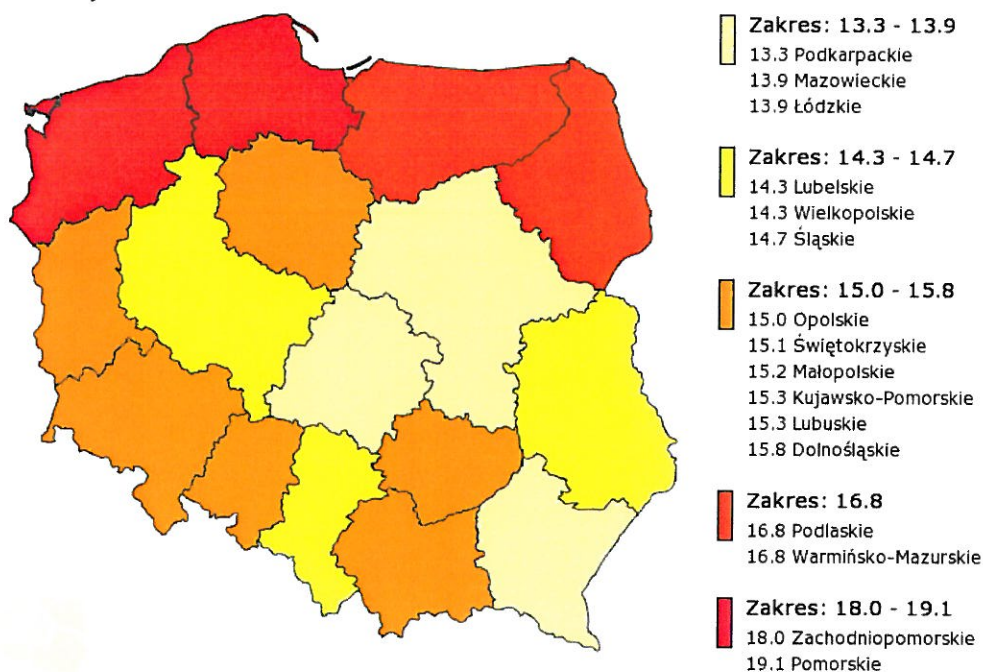 Zakres: 13.3 - 13.9
13.3 Podkarpackie
13.9 Mazowieckie
13.9 Łódzkie
Zakres: 14.3 - 14.7
14.3 Lubelskie
14.3 Wielkopolskie
14.7 Śląskie
Zakres: 15.0 - 15.8
15.0 Opolskie
15.1 Świętokrzyskie
15.2 Małopolskie
15.3 Kujawsko-Pomorskie
15.3 Lubuskie
15.8 Dolnośląskie
Zakres: 16.8
16.8 Podlaskie
16.8 Warmińsko-Mazurskie
Zakres: 18.0 - 19.1
18.0 Zachodniopomorskie
19.1 Pomorskie